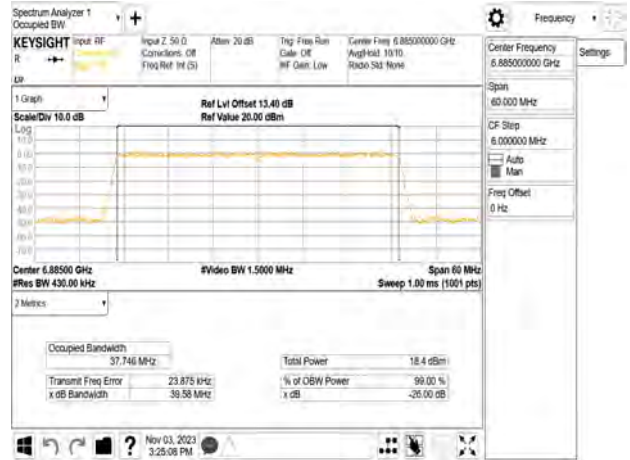 Spectrum Analyzer 1
Occupied BW
Frequency
KEYSIGHT Input: RF
R
Input Z: 50 Ω
Corrections: Off
Freq Ref: Int (S)
Atten: 20 dB
Trig: Free Run
Gate: Off
#IF Gain: Low
Center Freq: 6.885000000 GHz
Avg|Hold: 10/10
Radio Std: None
Center Frequency
6.885000000 GHz
Settings
Span
60.000 MHz
CF Step
6.000000 MHz
Auto
Man
Freq Offset
0 Hz
1 Graph
Scale/Div 10.0 dB
Ref Lvl Offset 13.40 dB
Ref Value 20.00 dBm
Log
Center 6.88500 GHz
#Video BW 1.5000 MHz
Span 60 MHz
#Res BW 430.00 kHz
Sweep 1.00 ms (1001 pts)
2 Metrics
Occupied Bandwidth
37.746 MHz
Total Power 18.4 dBm
Transmit Freq Error 23.875 kHz
% of OBW Power 99.00 %
x dB Bandwidth 39.58 MHz
x dB -26.00 dB
?
Nov 03, 2023
3:25:08 PM